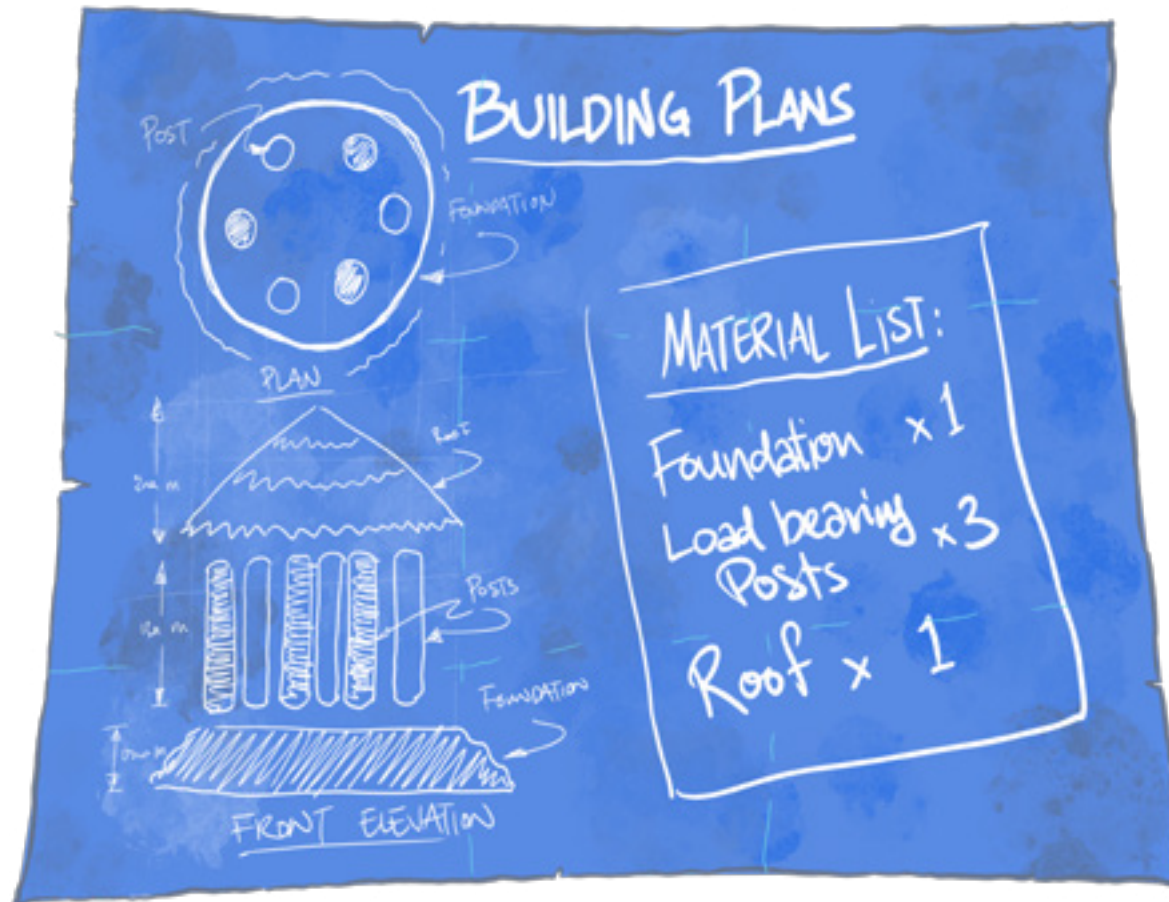 BUILDING PLANS
POST
FOUNDATION
PLAN
ROOF
POSTS
FOUNDATION
FRONT ELEVATION
MATERIAL LIST:
Foundation x 1
Load bearing x 3
Posts
Roof x 1